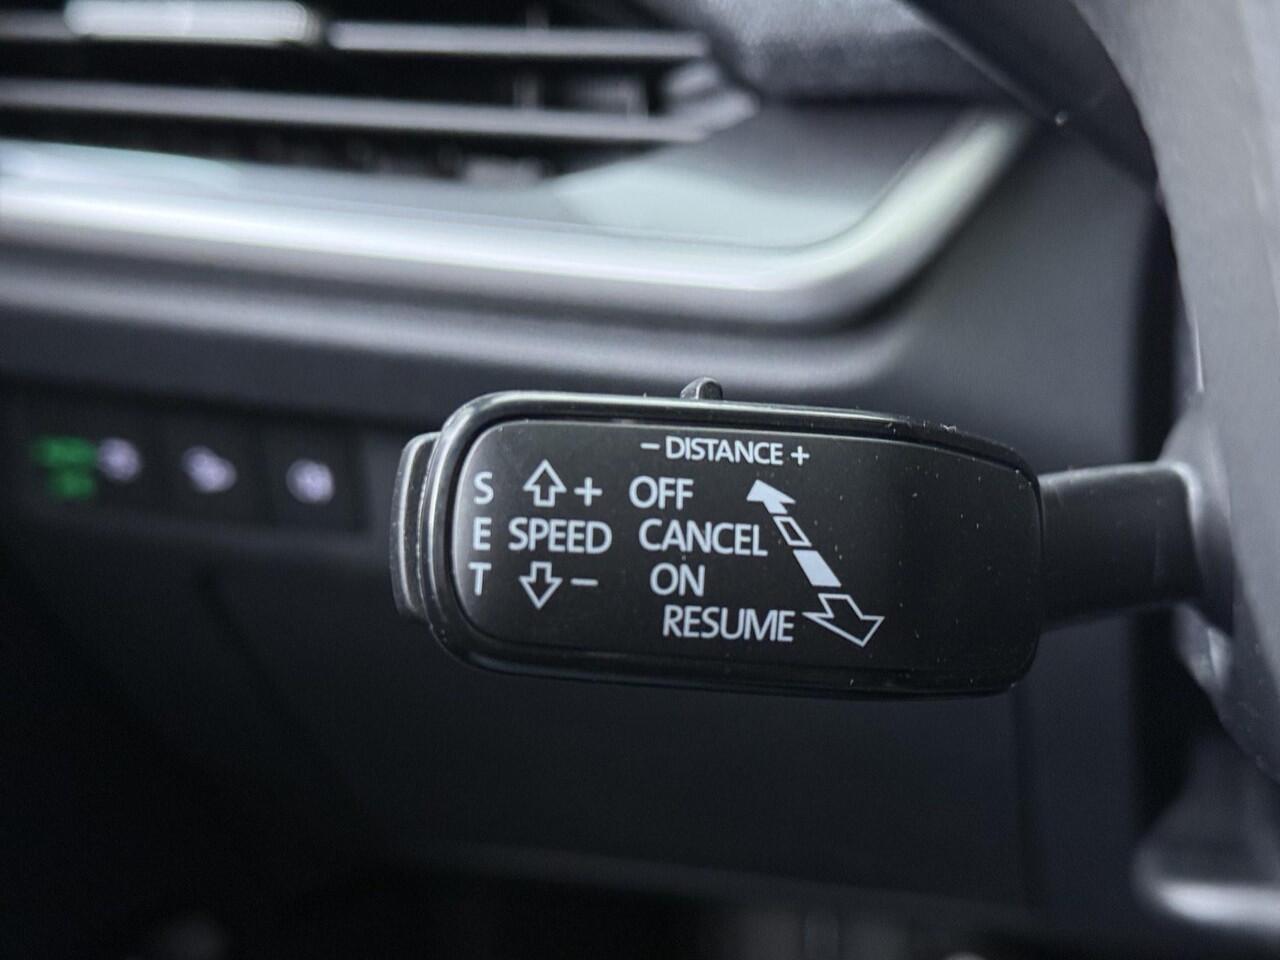 − DISTANCE +
S + OFF
E SPEED CANCEL
T − ON
RESUME